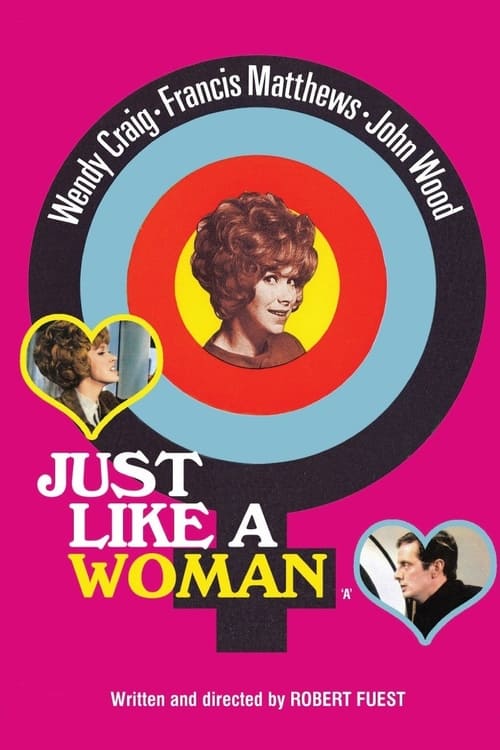 Wendy Craig · Francis Matthews · John Wood
JUST
LIKE A
WOMAN
'A'
Written and directed by ROBERT FUEST